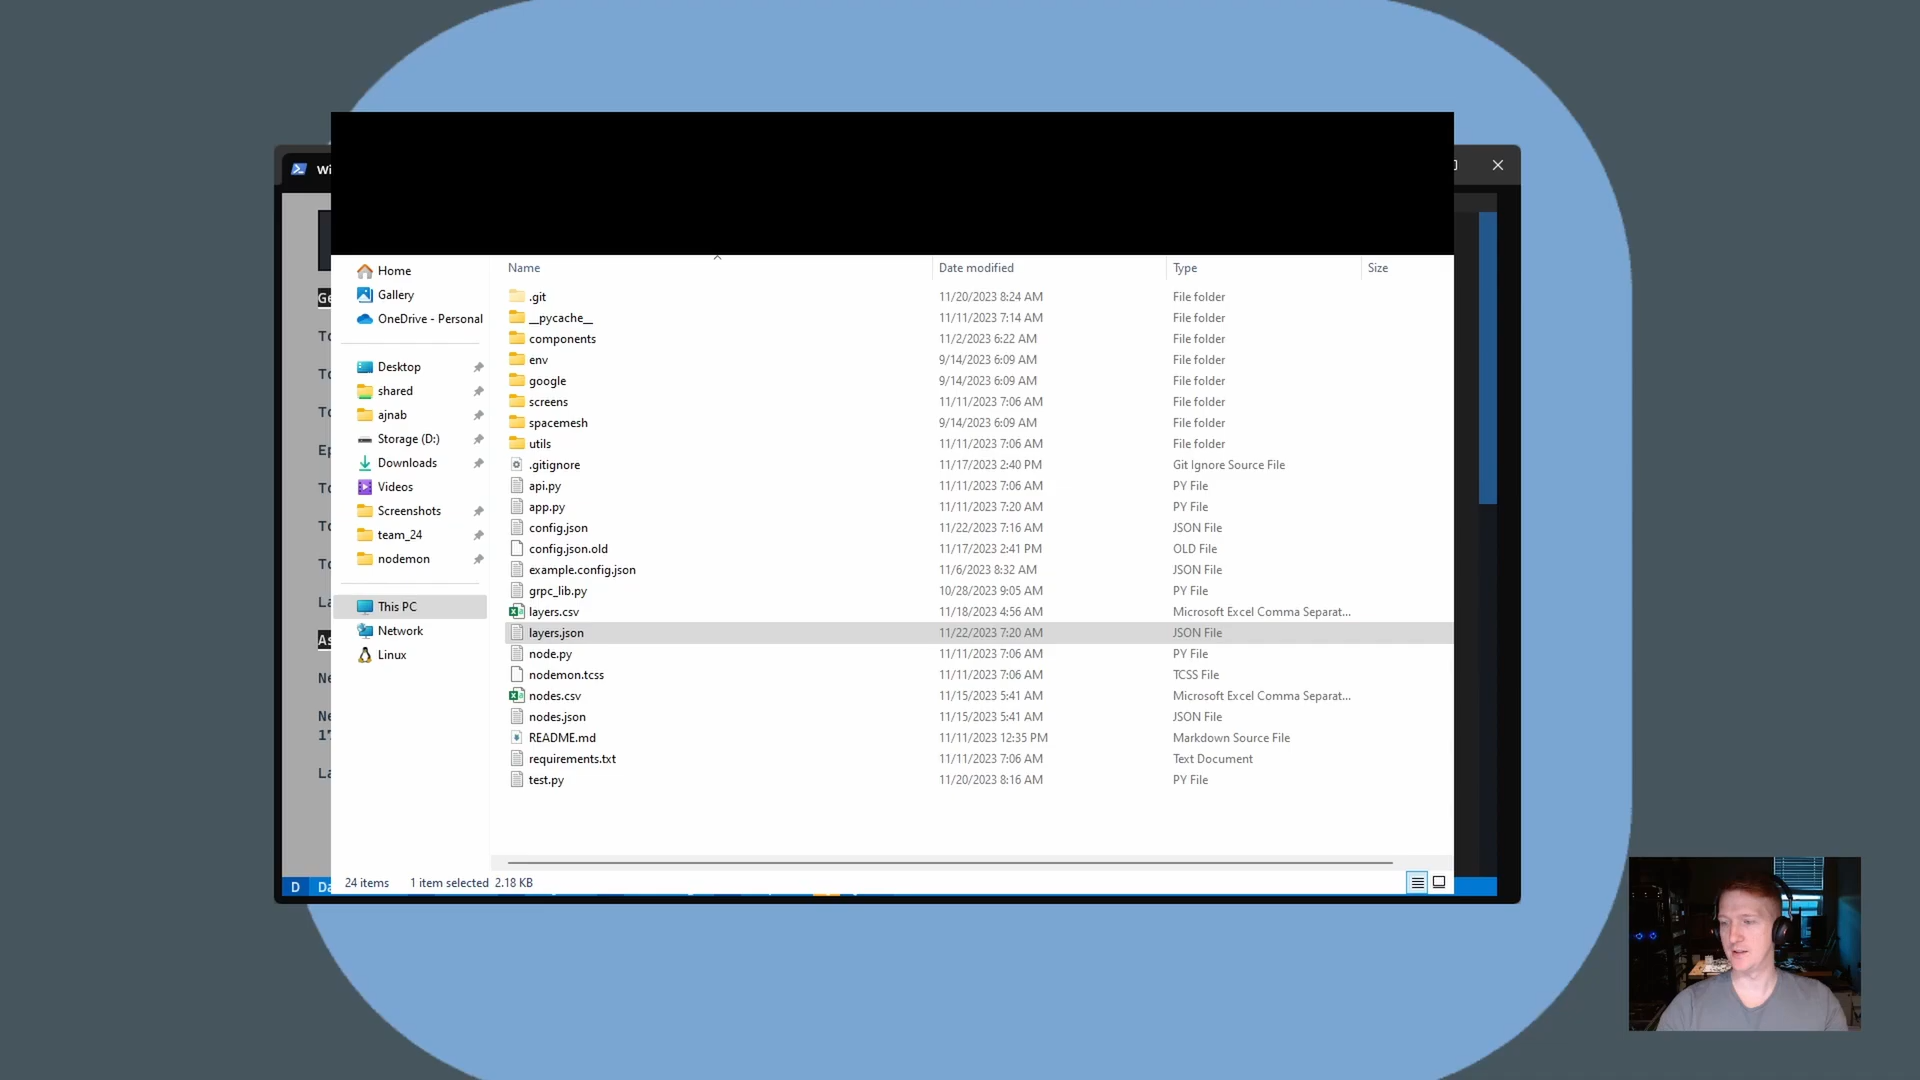 Wi
Name Date modified Type Size
Home
Gallery
OneDrive - Personal
Desktop
shared
ajnab
Storage (D:)
Downloads
Videos
Screenshots
team_24
nodemon
This PC
Network
Linux
.git 11/20/2023 8:24 AM File folder
__pycache__ 11/11/2023 7:14 AM File folder
components 11/2/2023 6:22 AM File folder
env 9/14/2023 6:09 AM File folder
google 9/14/2023 6:09 AM File folder
screens 11/11/2023 7:06 AM File folder
spacemesh 9/14/2023 6:09 AM File folder
utils 11/11/2023 7:06 AM File folder
.gitignore 11/17/2023 2:40 PM Git Ignore Source File
api.py 11/11/2023 7:06 AM PY File
app.py 11/11/2023 7:20 AM PY File
config.json 11/22/2023 7:16 AM JSON File
config.json.old 11/17/2023 2:41 PM OLD File
example.config.json 11/6/2023 8:32 AM JSON File
grpc_lib.py 10/28/2023 9:05 AM PY File
layers.csv 11/18/2023 4:56 AM Microsoft Excel Comma Separat...
layers.json 11/22/2023 7:20 AM JSON File
node.py 11/11/2023 7:06 AM PY File
nodemon.tcss 11/11/2023 7:06 AM TCSS File
nodes.csv 11/15/2023 5:41 AM Microsoft Excel Comma Separat...
nodes.json 11/15/2023 5:41 AM JSON File
README.md 11/11/2023 12:35 PM Markdown Source File
requirements.txt 11/11/2023 7:06 AM Text Document
test.py 11/20/2023 8:16 AM PY File
24 items 1 item selected 2.18 KB
D Da